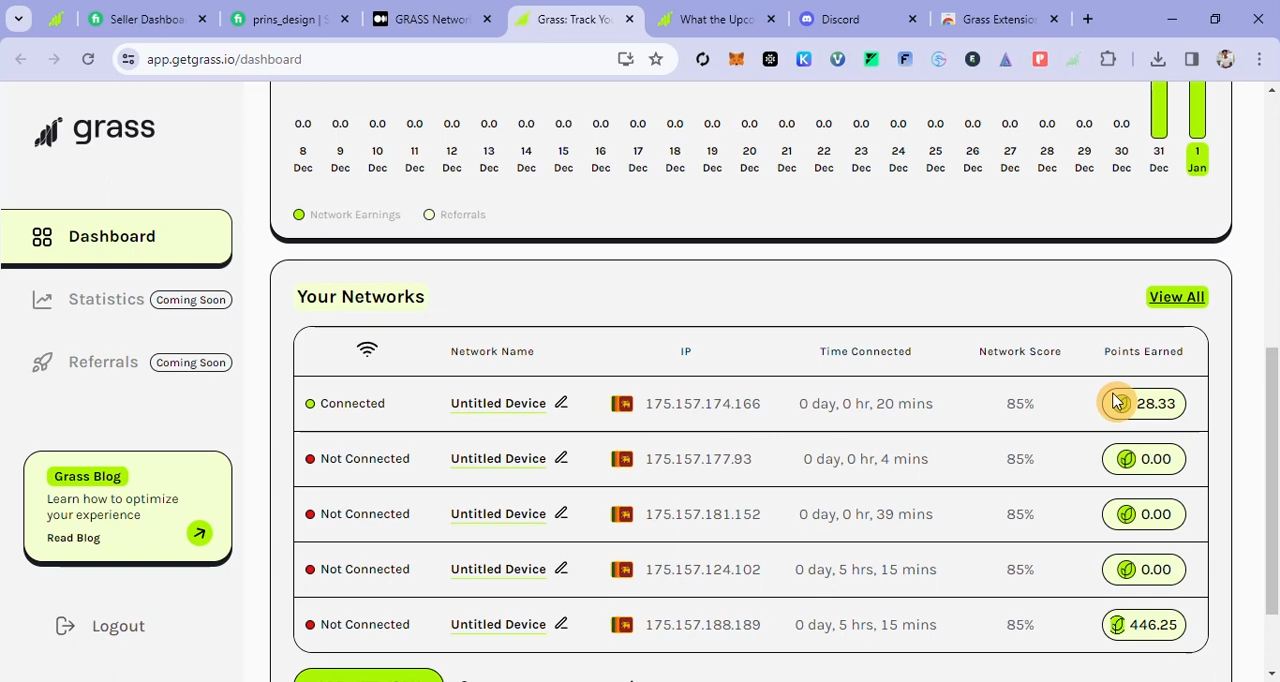 Seller Dashboa
prins_design | S
GRASS Networ
Grass: Track You
What the Upco
Discord
Grass Extension
app.getgrass.io/dashboard
grass
Dashboard
Statistics Coming Soon
Referrals Coming Soon
Grass Blog
Learn how to optimize
your experience
Read Blog
Logout
0.0 0.0 0.0 0.0 0.0 0.0 0.0 0.0 0.0 0.0 0.0 0.0 0.0 0.0 0.0 0.0 0.0 0.0 0.0 0.0 0.0 0.0 0.0
8 9 10 11 12 13 14 15 16 17 18 19 20 21 22 23 24 25 26 27 28 29 30 31 1
Dec Dec Dec Dec Dec Dec Dec Dec Dec Dec Dec Dec Dec Dec Dec Dec Dec Dec Dec Dec Dec Dec Dec Dec Jan
Network Earnings Referrals
Your Networks View All
Network Name IP Time Connected Network Score Points Earned
Connected Untitled Device 175.157.174.166 0 day, 0 hr, 20 mins 85% 28.33
Not Connected Untitled Device 175.157.177.93 0 day, 0 hr, 4 mins 85% 0.00
Not Connected Untitled Device 175.157.181.152 0 day, 0 hr, 39 mins 85% 0.00
Not Connected Untitled Device 175.157.124.102 0 day, 5 hrs, 15 mins 85% 0.00
Not Connected Untitled Device 175.157.188.189 0 day, 5 hrs, 15 mins 85% 446.25